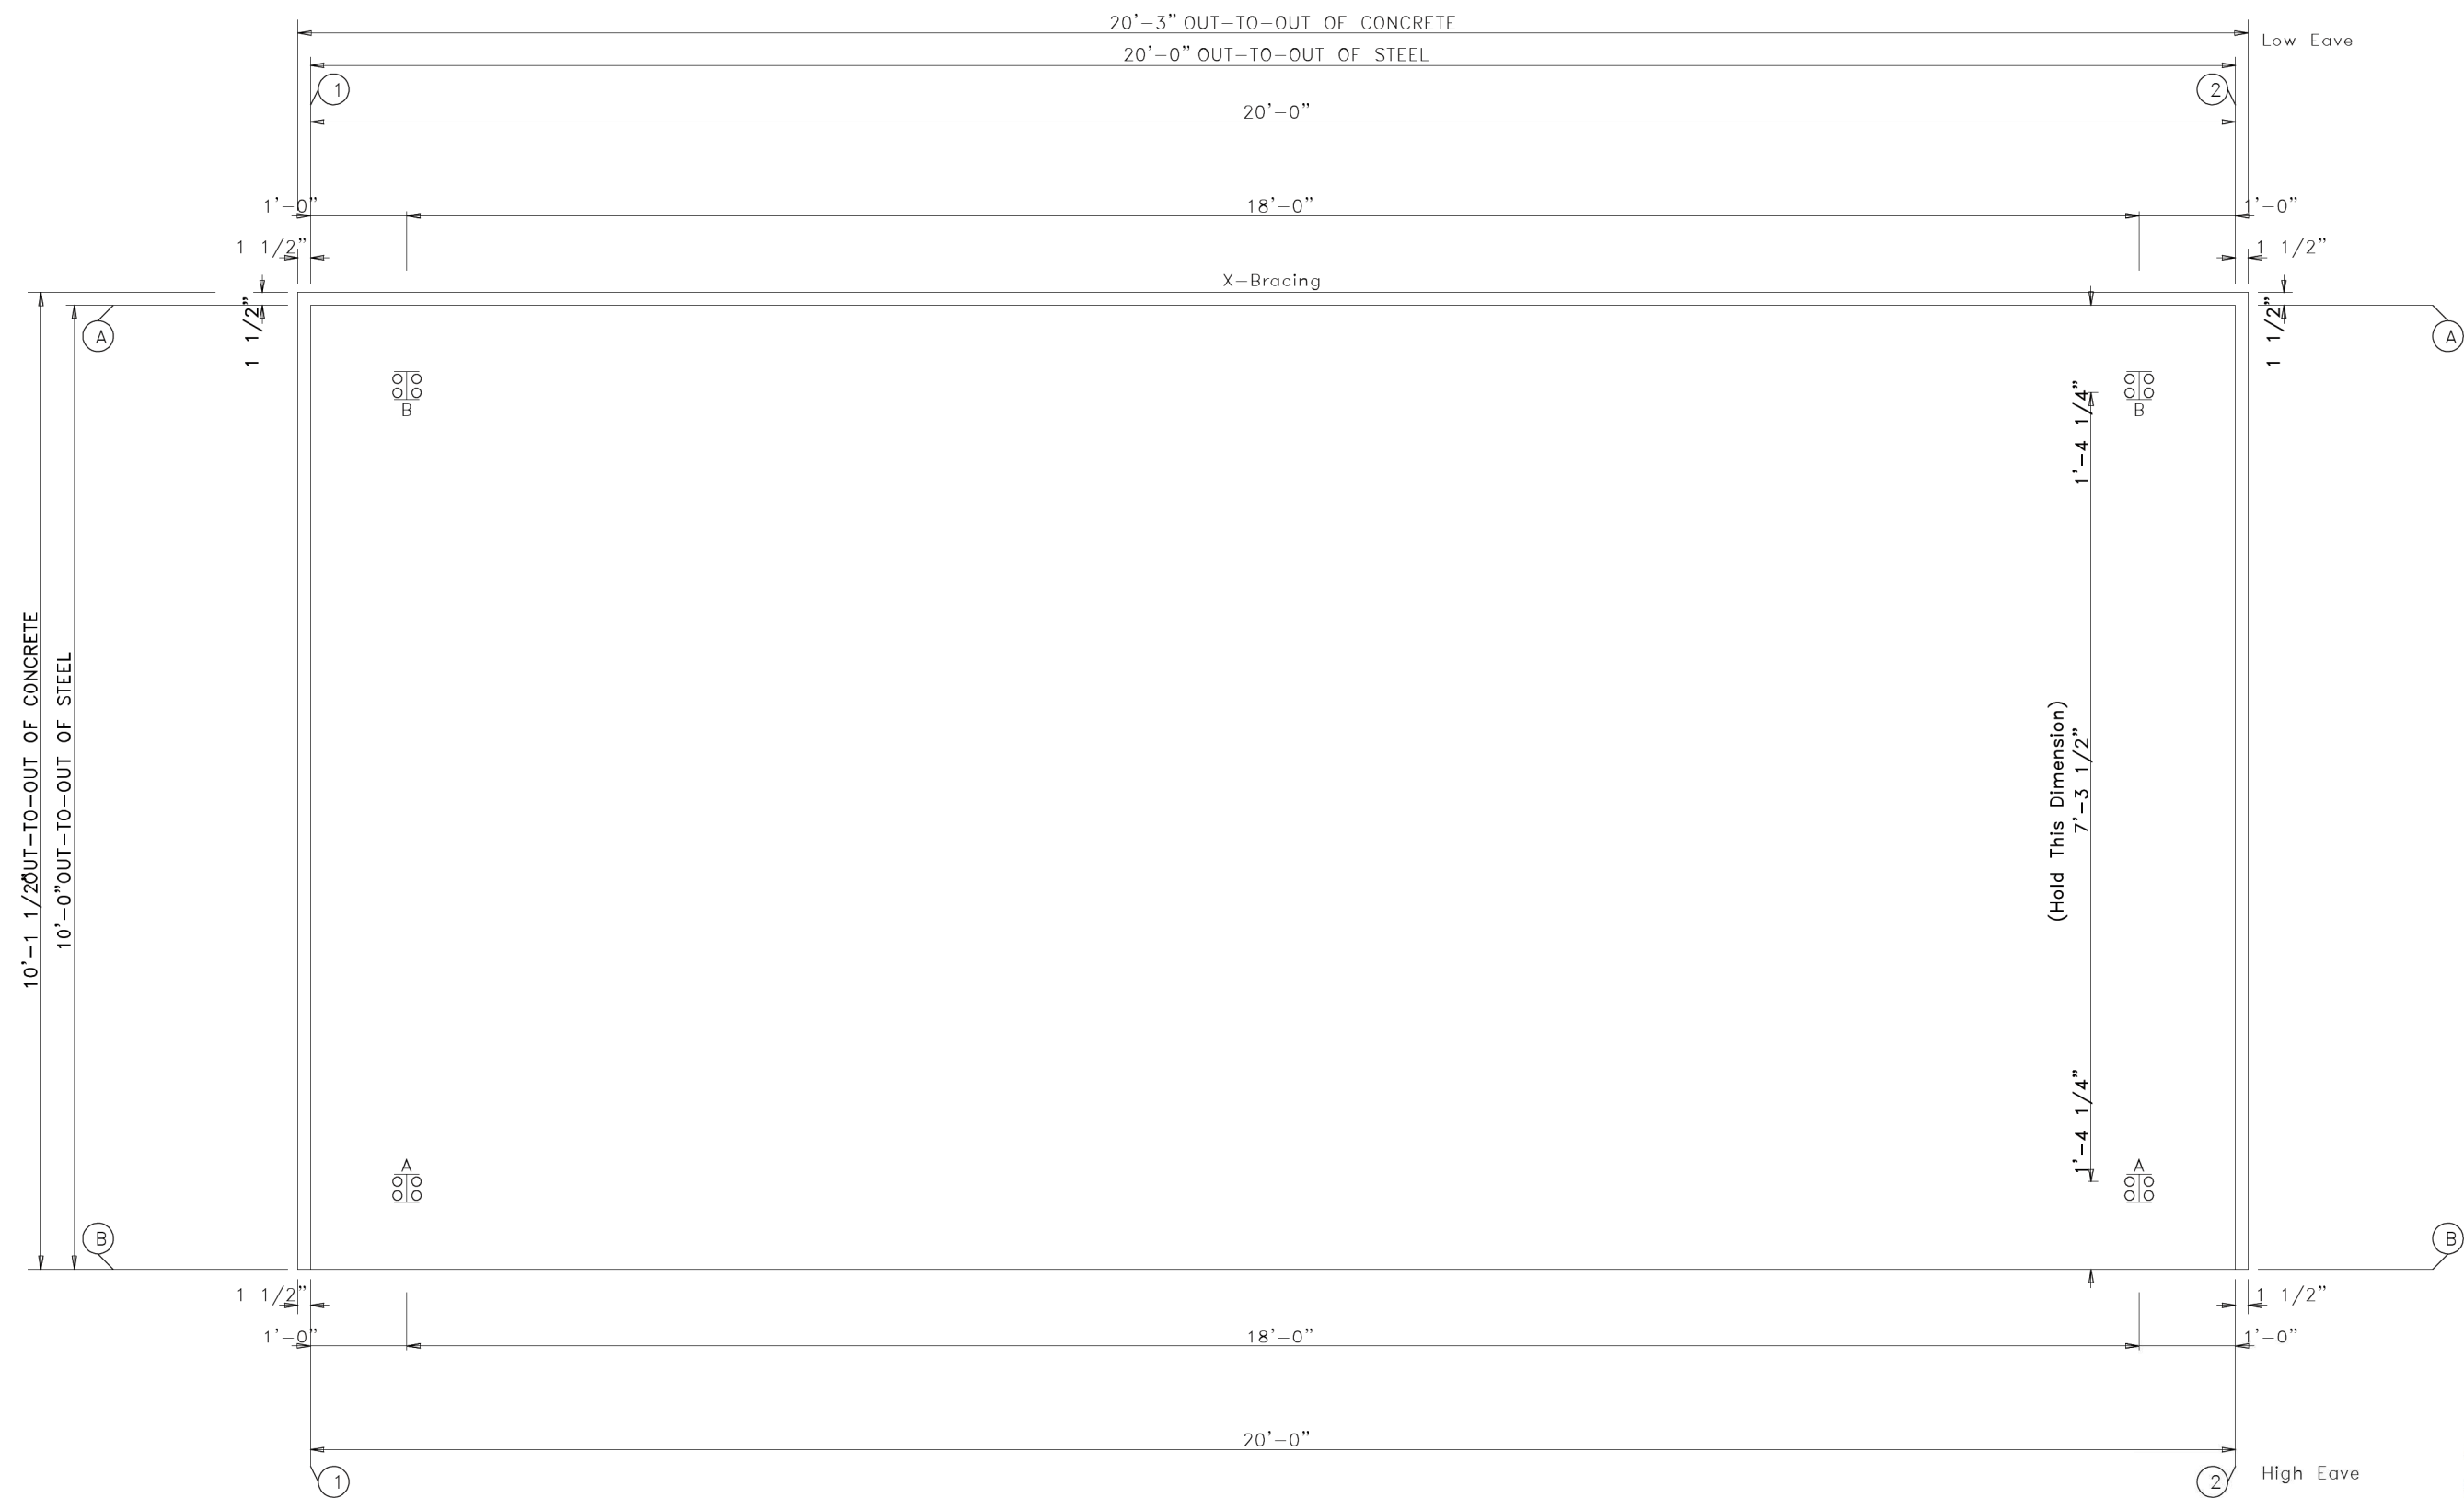 20'-3" OUT-TO-OUT OF CONCRETE
Low Eave
20'-0" OUT-TO-OUT OF STEEL
1
2
20'-0"
1'-0"
18'-0"
1'-0"
1 1/2"
1 1/2"
X-Bracing
1 1/2"
1 1/2"
A
A
B
B
1'-4 1/4"
10'-1 1/2" OUT-TO-OUT OF CONCRETE
10'-0" OUT-TO-OUT OF STEEL
(Hold This Dimension)
7'-3 1/2"
1'-4 1/4"
A
A
B
B
1 1/2"
1 1/2"
1'-0"
18'-0"
1'-0"
20'-0"
1
2
High Eave